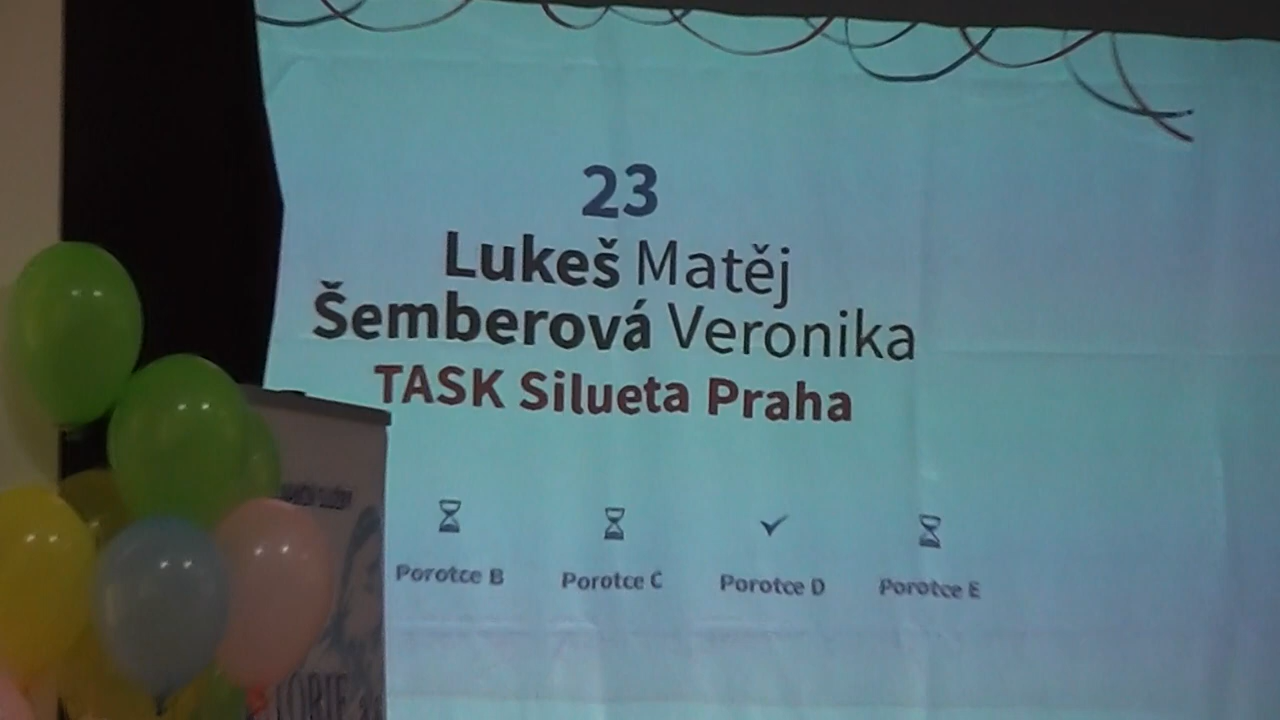 23
Lukeš Matěj
Šemberová Veronika
TASK Silueta Praha
Porotce B
Porotce C
Porotce D
Porotce E